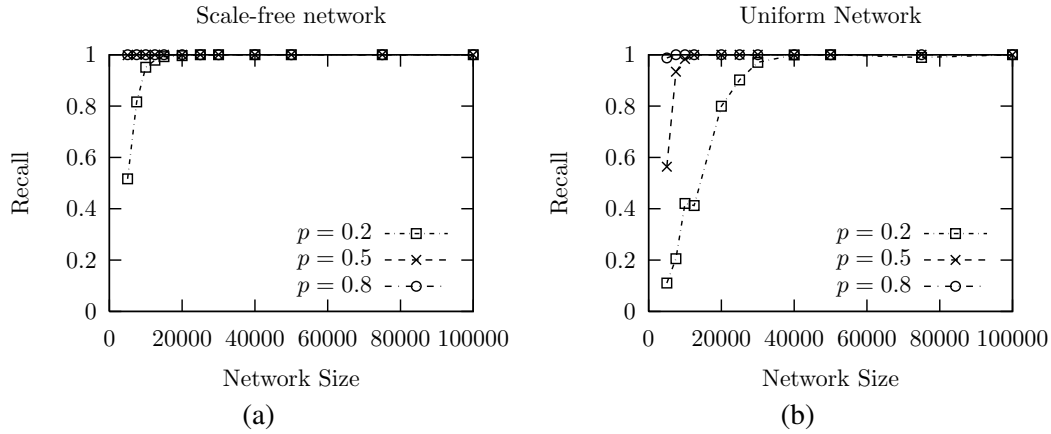 Scale-free network
1
0.8
0.6
0.4
0.2
0
Recall
p = 0.2
p = 0.5
p = 0.8
0 20000 40000 60000 80000 100000
Network Size
(a)
Uniform Network
1
0.8
0.6
0.4
0.2
0
Recall
p = 0.2
p = 0.5
p = 0.8
0 20000 40000 60000 80000 100000
Network Size
(b)